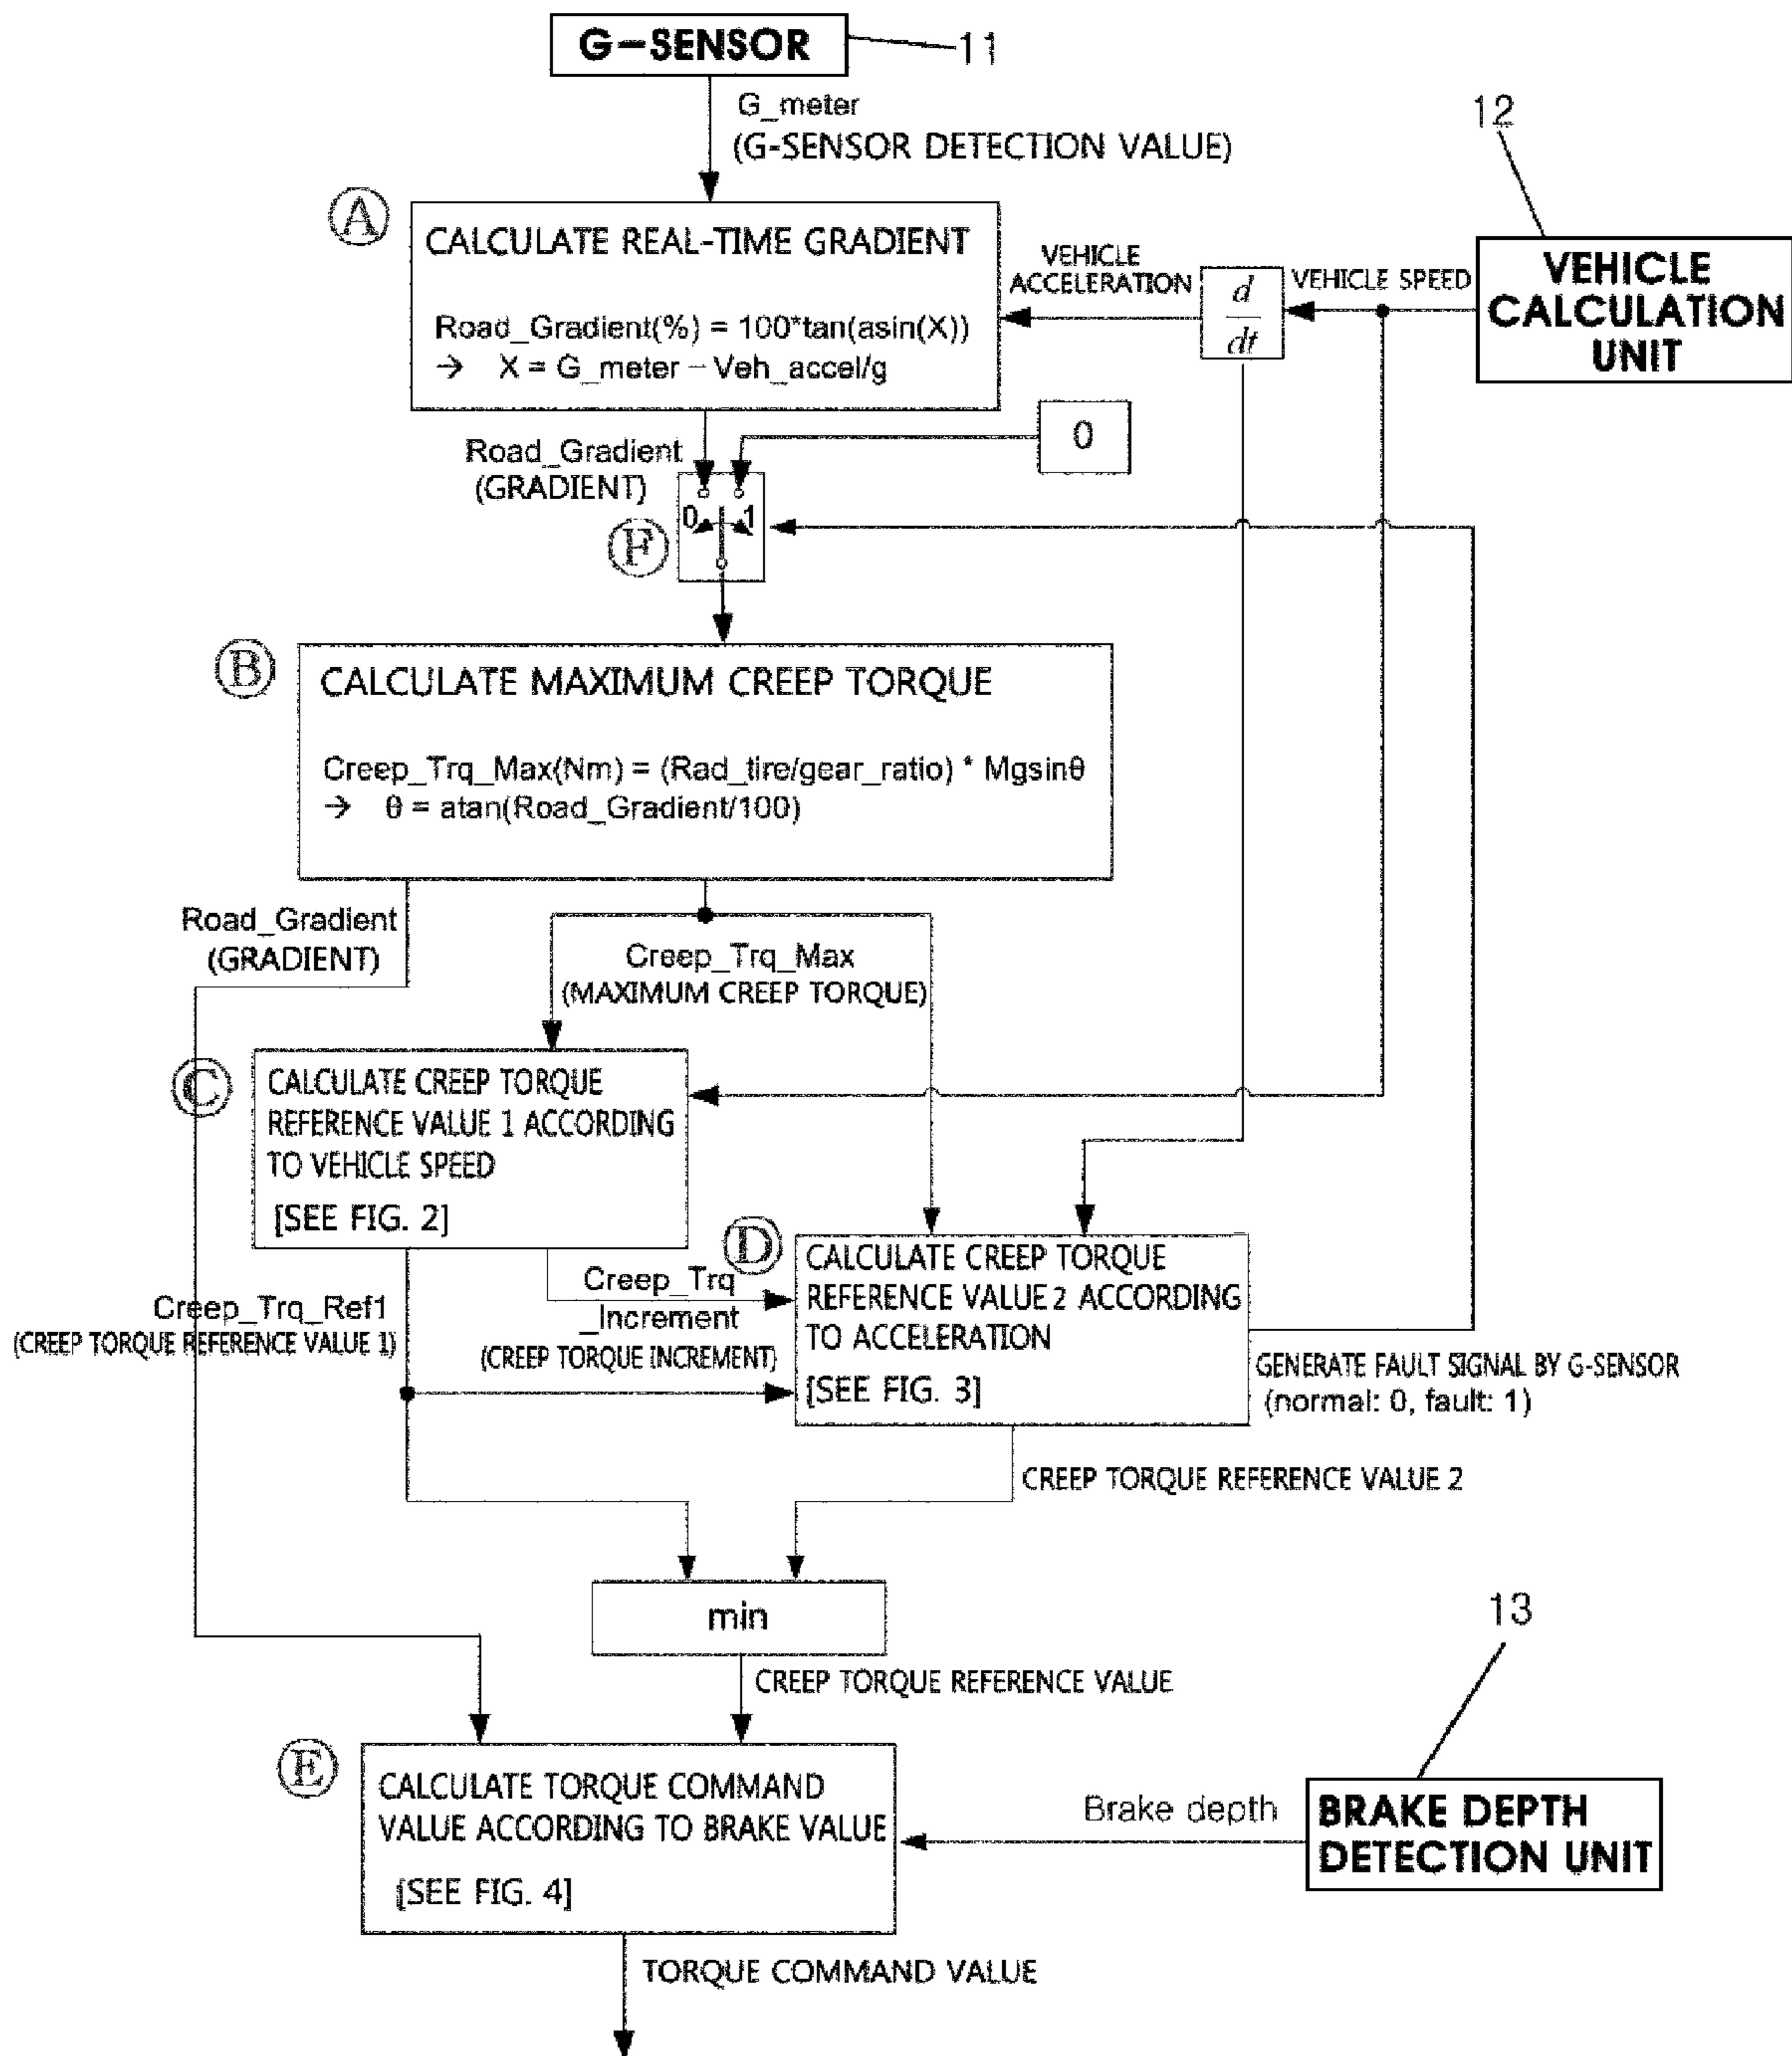 G-SENSOR
11
G_meter
(G-SENSOR DETECTION VALUE)
12
A
CALCULATE REAL-TIME GRADIENT
Road_Gradient(%) = 100*tan(asin(X))
→ X = G_meter – Veh_accel/g
VEHICLE
ACCELERATION
d
dt
VEHICLE SPEED
VEHICLE
CALCULATION
UNIT
Road_Gradient
(GRADIENT)
0
0 1
F
B
CALCULATE MAXIMUM CREEP TORQUE
Creep_Trq_Max(Nm) = (Rad_tire/gear_ratio) * Mgsinθ
→ θ = atan(Road_Gradient/100)
Road_Gradient
(GRADIENT)
Creep_Trq_Max
(MAXIMUM CREEP TORQUE)
C
CALCULATE CREEP TORQUE
REFERENCE VALUE 1 ACCORDING
TO VEHICLE SPEED
[SEE FIG. 2]
D
CALCULATE CREEP TORQUE
REFERENCE VALUE 2 ACCORDING
TO ACCELERATION
[SEE FIG. 3]
Creep_Trq
_Increment
(CREEP TORQUE INCREMENT)
Creep_Trq_Ref1
(CREEP TORQUE REFERENCE VALUE 1)
GENERATE FAULT SIGNAL BY G-SENSOR
(normal: 0, fault: 1)
CREEP TORQUE REFERENCE VALUE 2
min
CREEP TORQUE REFERENCE VALUE
13
E
CALCULATE TORQUE COMMAND
VALUE ACCORDING TO BRAKE VALUE
[SEE FIG. 4]
Brake depth
BRAKE DEPTH
DETECTION UNIT
TORQUE COMMAND VALUE